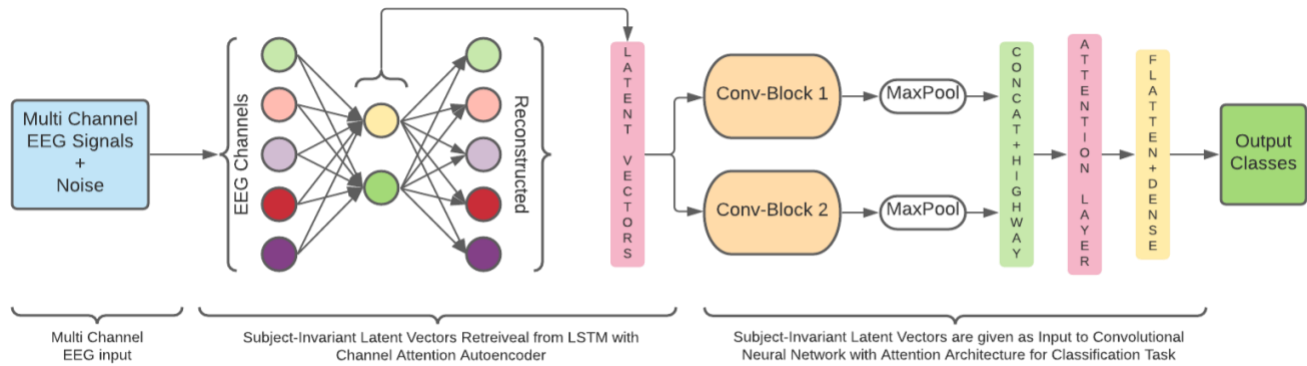 Multi Channel
EEG Signals
+
Noise
EEG Channels
Reconstructed
LATENT VECTORS
Conv-Block 1
MaxPool
Conv-Block 2
MaxPool
CONCAT+HIGHWAY
ATTENTION LAYER
FLATTEN+DENSE
Output
Classes
Multi Channel
EEG input
Subject-Invariant Latent Vectors Retreiveal from LSTM with
Channel Attention Autoencoder
Subject-Invariant Latent Vectors are given as Input to Convolutional
Neural Network with Attention Architecture for Classification Task